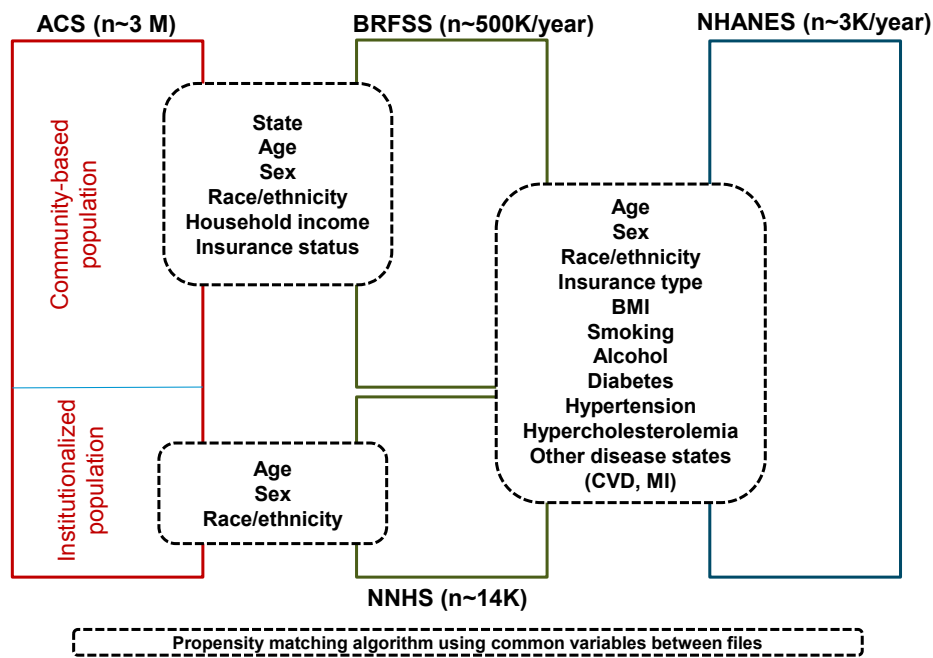 ACS (n~3 M)
BRFSS (n~500K/year)
NHANES (n~3K/year)
Community-based
population
State
Age
Sex
Race/ethnicity
Household income
Insurance status
Age
Sex
Race/ethnicity
Insurance type
BMI
Smoking
Alcohol
Diabetes
Hypertension
Hypercholesterolemia
Other disease states
(CVD, MI)
Institutionalized
population
Age
Sex
Race/ethnicity
NNHS (n~14K)
Propensity matching algorithm using common variables between files